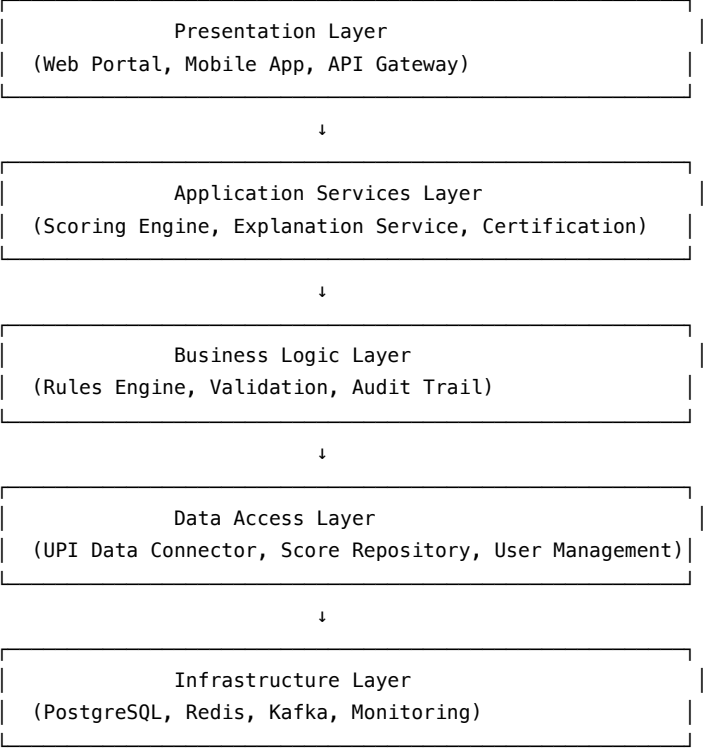 Presentation Layer
(Web Portal, Mobile App, API Gateway)
↓
Application Services Layer
(Scoring Engine, Explanation Service, Certification)
↓
Business Logic Layer
(Rules Engine, Validation, Audit Trail)
↓
Data Access Layer
(UPI Data Connector, Score Repository, User Management)
↓
Infrastructure Layer
(PostgreSQL, Redis, Kafka, Monitoring)